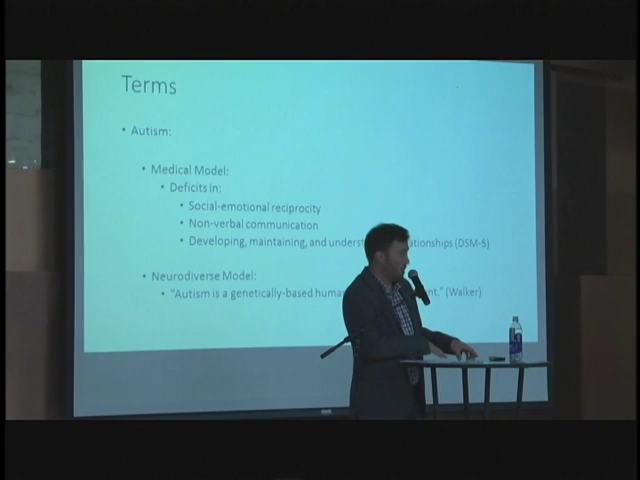 Terms
• Autism:
• Medical Model:
• Deficits in:
• Social-emotional reciprocity
• Non-verbal communication
• Developing, maintaining, and underst ationships (DSM-5)
• Neurodiverse Model:
• "Autism is a genetically-based huma nt." (Walker)